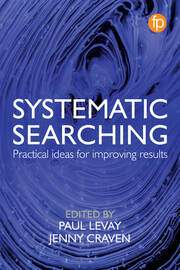 fp
SYSTEMATIC
SEARCHING
Practical ideas for improving results
EDITED BY
PAUL LEVAY
JENNY CRAVEN